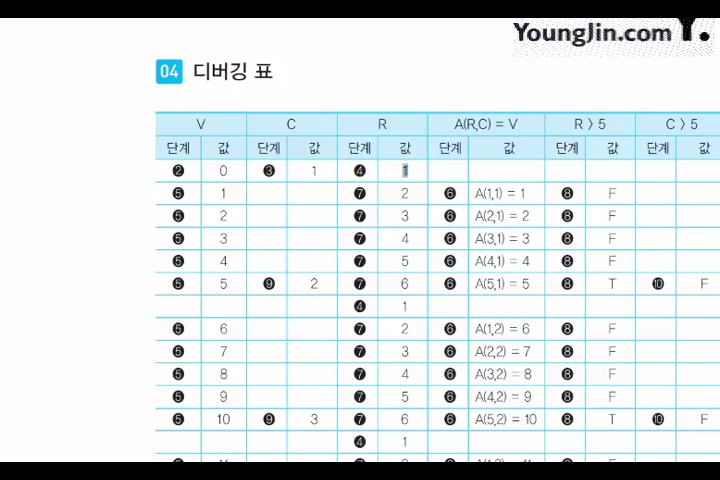 YoungJin.com Y.
04 디버깅 표
V C R A(R,C) = V R > 5 C > 5
단계 값 단계 값 단계 값 단계 값 단계 값 단계 값
❷ 0 ❸ 1 ❹ 1
❺ 1 ❼ 2 ❻ A(1,1) = 1 ❽ F
❺ 2 ❼ 3 ❻ A(2,1) = 2 ❽ F
❺ 3 ❼ 4 ❻ A(3,1) = 3 ❽ F
❺ 4 ❼ 5 ❻ A(4,1) = 4 ❽ F
❺ 5 ❾ 2 ❼ 6 ❻ A(5,1) = 5 ❽ T ❿ F
❹ 1
❺ 6 ❼ 2 ❻ A(1,2) = 6 ❽ F
❺ 7 ❼ 3 ❻ A(2,2) = 7 ❽ F
❺ 8 ❼ 4 ❻ A(3,2) = 8 ❽ F
❺ 9 ❼ 5 ❻ A(4,2) = 9 ❽ F
❺ 10 ❾ 3 ❼ 6 ❻ A(5,2) = 10 ❽ T ❿ F
❹ 1